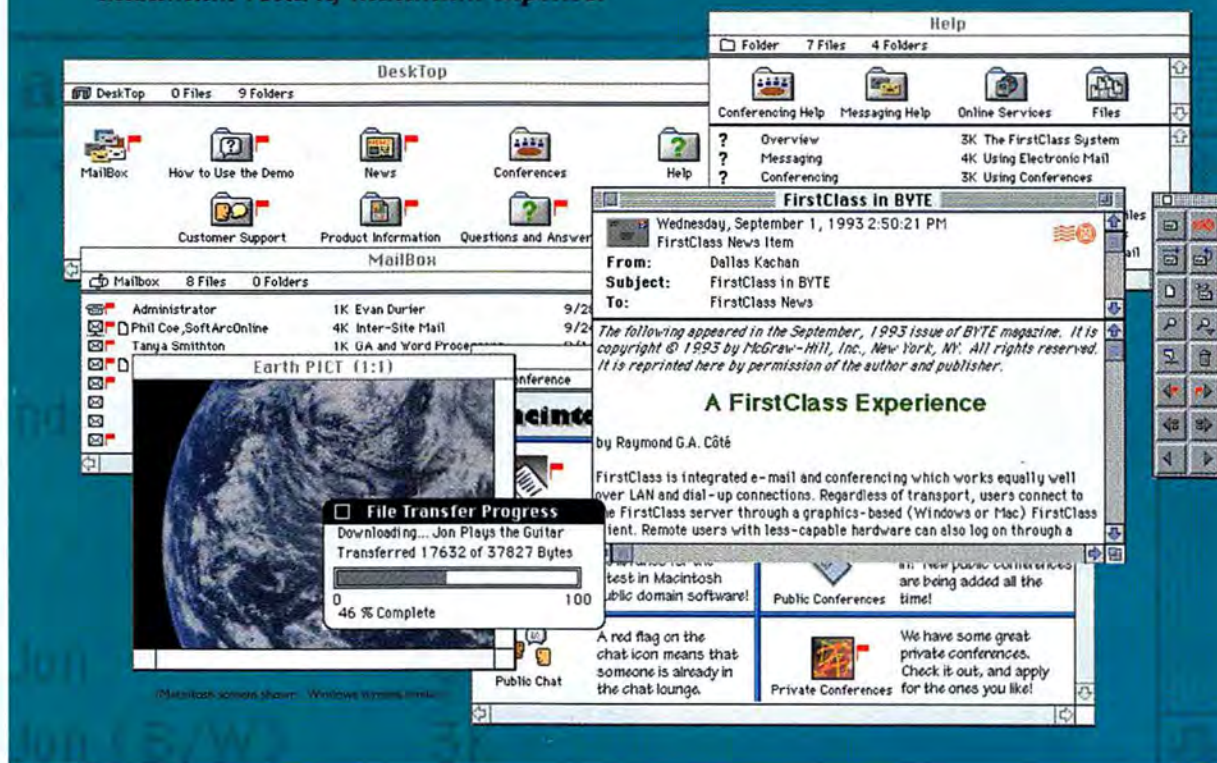 Help
Folder 7 Files 4 Folders
Conferencing Help Messaging Help Online Services Files
? Overview 3K The FirstClass System
? Messaging 4K Using Electronic Mail
? Conferencing 3K Using Conferences
DeskTop
DeskTop 0 Files 9 Folders
MailBox How to Use the Demo News Conferences Help
Customer Support Product Information Questions and Answer
MailBox
Mailbox 8 Files 0 Folders
Administrator 1K Evan Durier
Phil Coe,SoftArcOnline 4K Inter-Site Mail
Tanya Smithton 1K QA and Word
FirstClass in BYTE
Wednesday, September 1, 1993 2:50:21 PM
FirstClass News Item
From: Dallas Kachan
Subject: FirstClass in BYTE
To: FirstClass News
The following appeared in the September, 1993 issue of BYTE magazine. It is
copyright © 1993 by McGraw-Hill, Inc., New York, NY. All rights reserved.
It is reprinted here by permission of the author and publisher.
A FirstClass Experience
by Raymond G.A. Côté
FirstClass is integrated e-mail and conferencing which works equally well
over LAN and dial-up connections. Regardless of transport, users connect to
FirstClass server through a graphics-based (Windows or Mac) FirstClass
Remote users with less-capable hardware can also log on through a
Earth PICT (1:1)
File Transfer Progress
Downloading... Jon Plays the Guitar
Transferred 17632 of 37827 Bytes
0 100
46 % Complete
in Macintosh
domain software!
Public Conferences
New public conferences
are being added all the
time!
Public Chat
A red flag on the
chat icon means that
someone is already in
the chat lounge.
Private Conferences
We have some great
private conferences.
Check it out, and apply
for the ones you like!